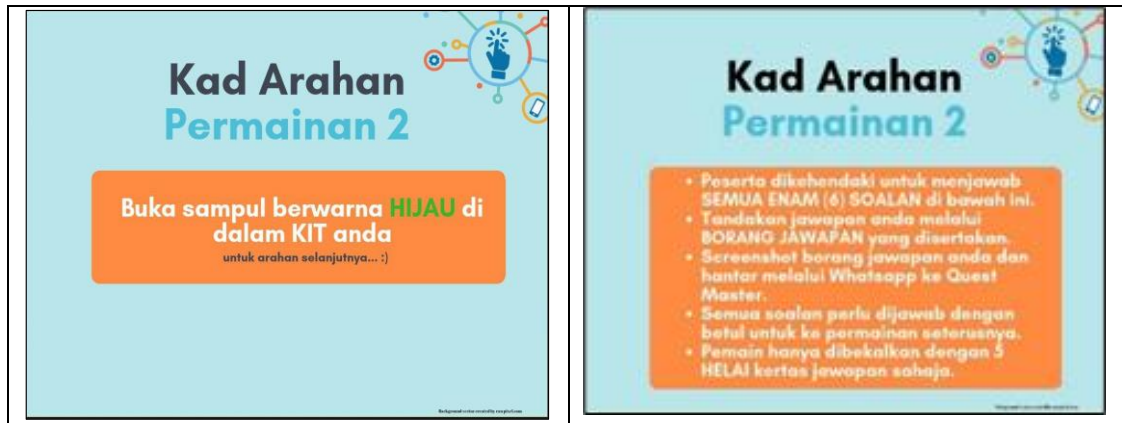 Kad Arahan
Permainan 2
Buka sampul berwarna HIJAU di
dalam KIT anda
untuk arahan selanjutnya... :)
Kad Arahan
Permainan 2
• Peserta dikehendaki untuk menjawab
SEMUA ENAM (6) SOALAN di bawah ini.
• Tandakan jawapan anda melalui
BORANG JAWAPAN yang disertakan.
• Screenshot borang jawapan anda dan
hantar melalui Whatsapp ke Quest
Master.
• Semua soalan perlu dijawab dengan
betul untuk ke permainan seterusnya.
• Pemain hanya dibekalkan dengan 5
HELAI kertas jawapan sahaja.